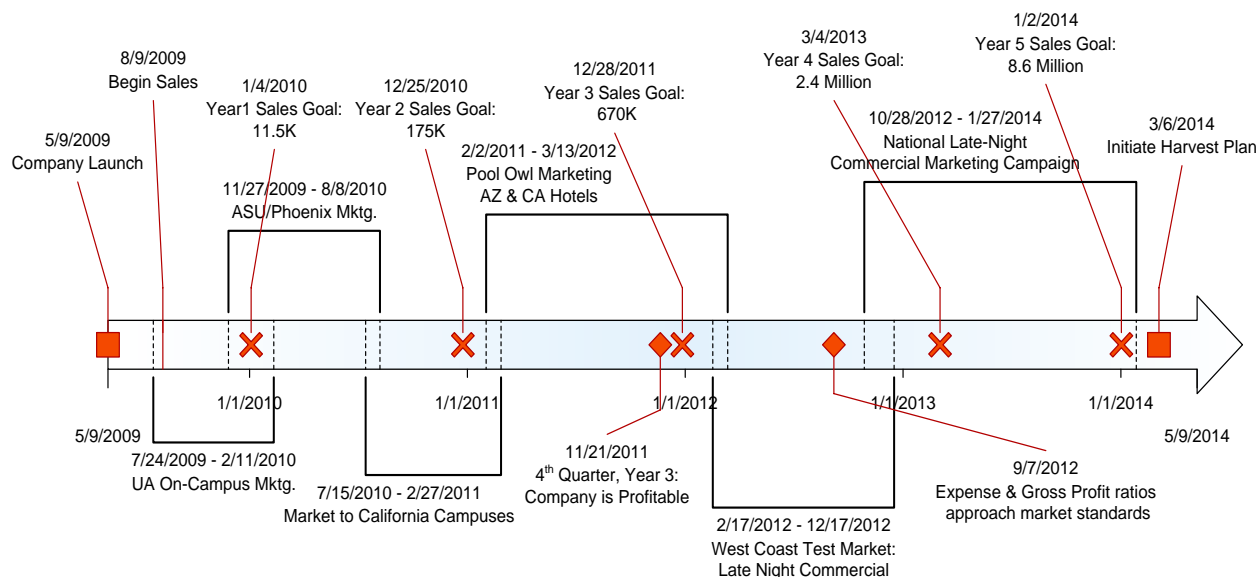 8/9/2009
Begin Sales
5/9/2009
Company Launch
1/4/2010
Year1 Sales Goal:
11.5K
11/27/2009 - 8/8/2010
ASU/Phoenix Mktg.
12/25/2010
Year 2 Sales Goal:
175K
2/2/2011 - 3/13/2012
Pool Owl Marketing
AZ & CA Hotels
12/28/2011
Year 3 Sales Goal:
670K
3/4/2013
Year 4 Sales Goal:
2.4 Million
10/28/2012 - 1/27/2014
National Late-Night
Commercial Marketing Campaign
1/2/2014
Year 5 Sales Goal:
8.6 Million
3/6/2014
Initiate Harvest Plan
1/1/2010
1/1/2011
1/1/2012
1/1/2013
1/1/2014
5/9/2009
5/9/2014
7/24/2009 - 2/11/2010
UA On-Campus Mktg.
7/15/2010 - 2/27/2011
Market to California Campuses
11/21/2011
4th Quarter, Year 3:
Company is Profitable
2/17/2012 - 12/17/2012
West Coast Test Market:
Late Night Commercial
9/7/2012
Expense & Gross Profit ratios
approach market standards